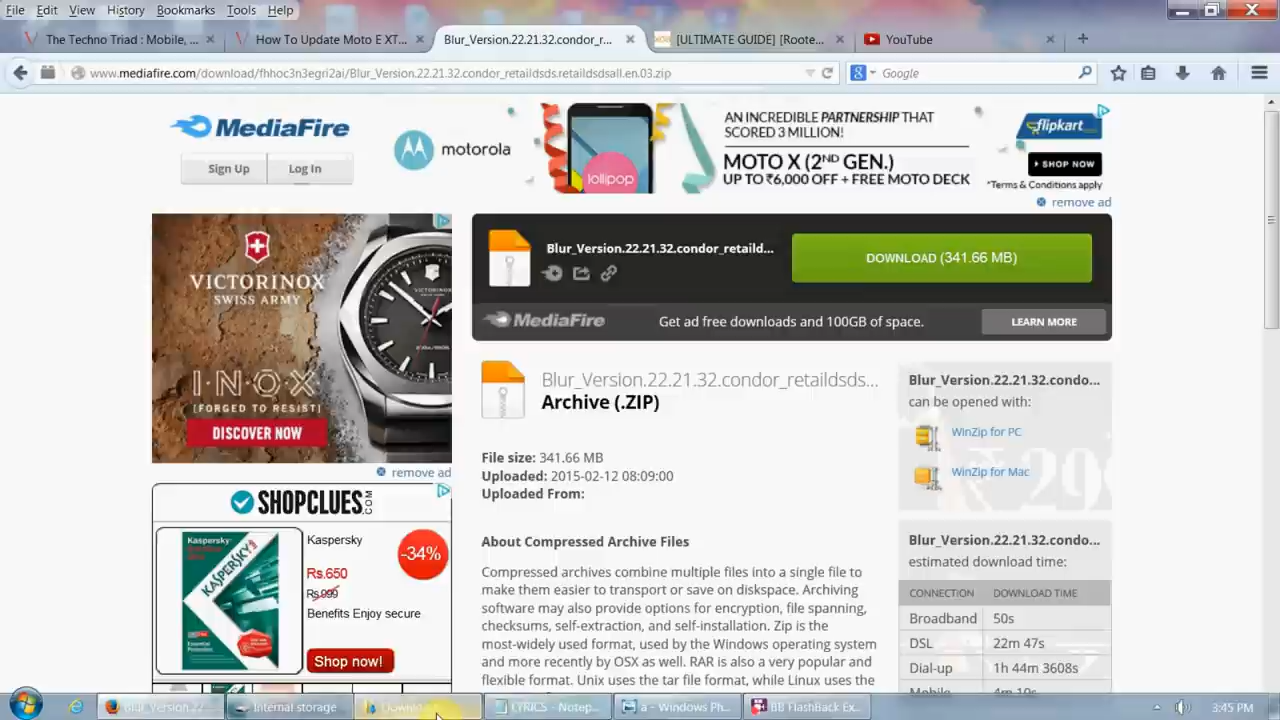 File Edit View History Bookmarks Tools Help
The Techno Triad : Mobile, ...
How To Update Moto E XT...
Blur_Version.22.21.32.condor_r...
[ULTIMATE GUIDE] [Roote...
YouTube
www.mediafire.com/download/fhhoc3n3egri2ai/Blur_Version.22.21.32.condor_retaildsds.retaildsdsall.en.03.zip
Google
MediaFire
Sign Up
Log In
motorola
lollipop
AN INCREDIBLE PARTNERSHIP THAT
SCORED 3 MILLION!
MOTO X (2ND GEN.)
UP TO ₹6,000 OFF + FREE MOTO DECK
flipkart
SHOP NOW
*Terms & Conditions apply
remove ad
VICTORINOX
SWISS ARMY
I·N·O·X
[FORGED TO RESIST]
DISCOVER NOW
remove ad
Blur_Version.22.21.32.condor_retaild...
DOWNLOAD (341.66 MB)
MediaFire
Get ad free downloads and 100GB of space.
LEARN MORE
Blur_Version.22.21.32.condor_retaildsds...
Archive (.ZIP)
File size: 341.66 MB
Uploaded: 2015-02-12 08:09:00
Uploaded From:
About Compressed Archive Files
Compressed archives combine multiple files into a single file to
make them easier to transport or save on diskspace. Archiving
software may also provide options for encryption, file spanning,
checksums, self-extraction, and self-installation. Zip is the
most-widely used format, used by the Windows operating system
and more recently by OSX as well. RAR is also a very popular and
flexible format. Unix uses the tar file format, while Linux uses the
Blur_Version.22.21.32.condo...
can be opened with:
WinZip for PC
WinZip for Mac
Blur_Version.22.21.32.condo...
estimated download time:
CONNECTION DOWNLOAD TIME
Broadband 50s
DSL 22m 47s
Dial-up 1h 44m 3608s
Mobile 4m 10s
SHOPCLUES.COM
Kaspersky
KASPERSKY
Kaspersky
-34%
Rs.650
Rs.999
Benefits Enjoy secure
Shop now!
Blur_Version.22....
Internal storage
Downloads
LYRICS - Notep...
a - Windows Ph...
BB FlashBack Ex...
3:45 PM